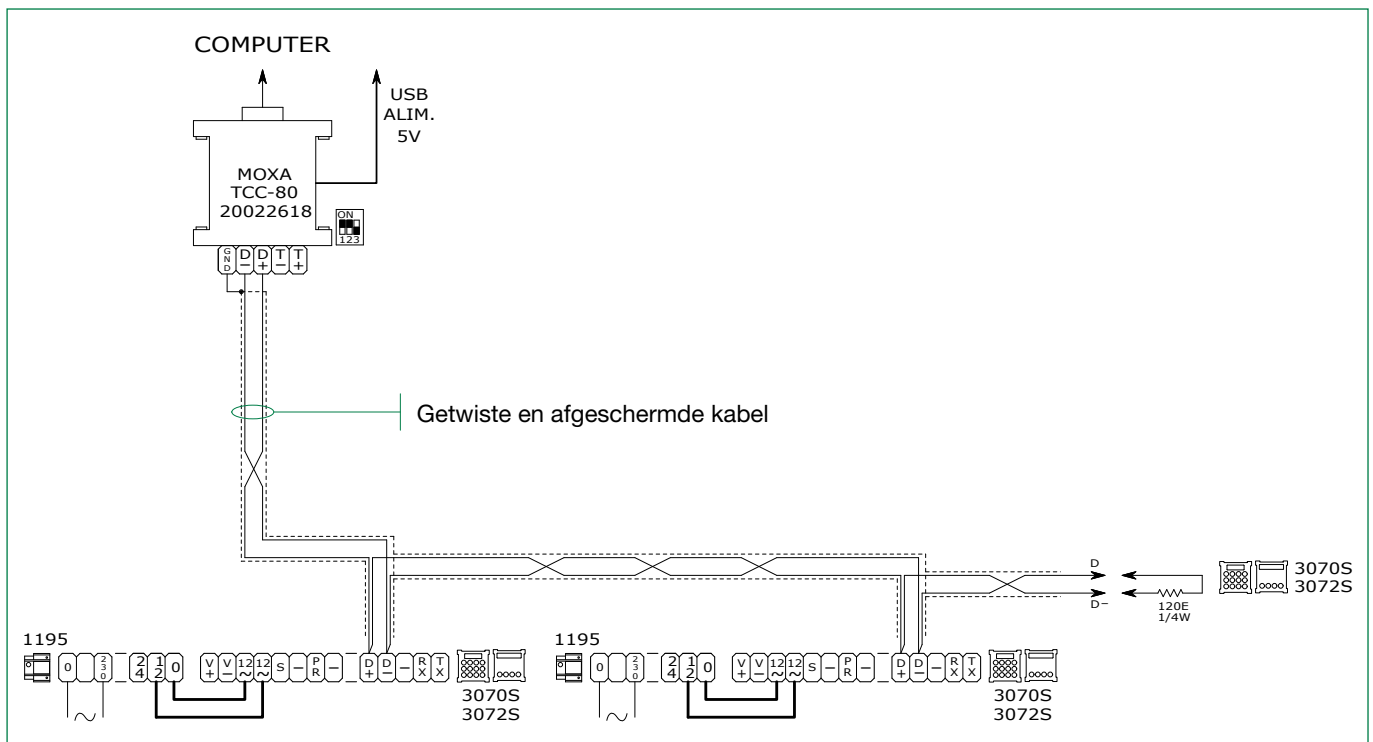 COMPUTER
USB
ALIM.
5V
MOXA
TCC-80
20022618
ON
123
GND D- D+ T- T+
Getwiste en afgeschermde kabel
D
D-
120E
1/4W
3070S
3072S
1195
0 230 24 12 0 V+ V- 12~ 12~ S - PR - D+ D- - RX TX
3070S
3072S
1195
0 230 24 12 0 V+ V- 12~ 12~ S - PR - D+ D- - RX TX
3070S
3072S